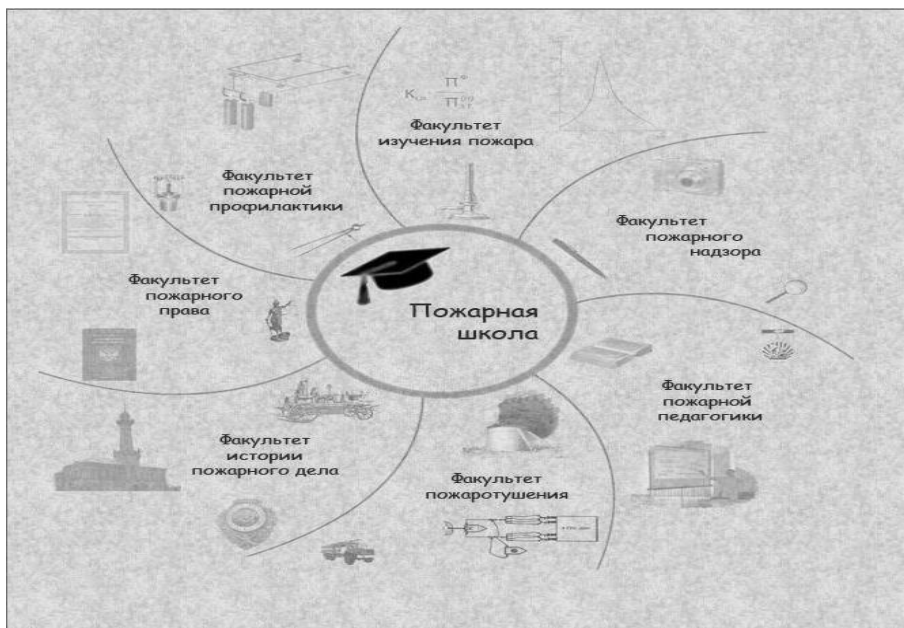 Факультет
изучения пожара
Факультет
пожарной
профилактики
Факультет
пожарного
надзора
Факультет
пожарного
права
Пожарная
школа
Факультет
пожарной
педагогики
Факультет
истории
пожарного дела
Факультет
пожаротушения